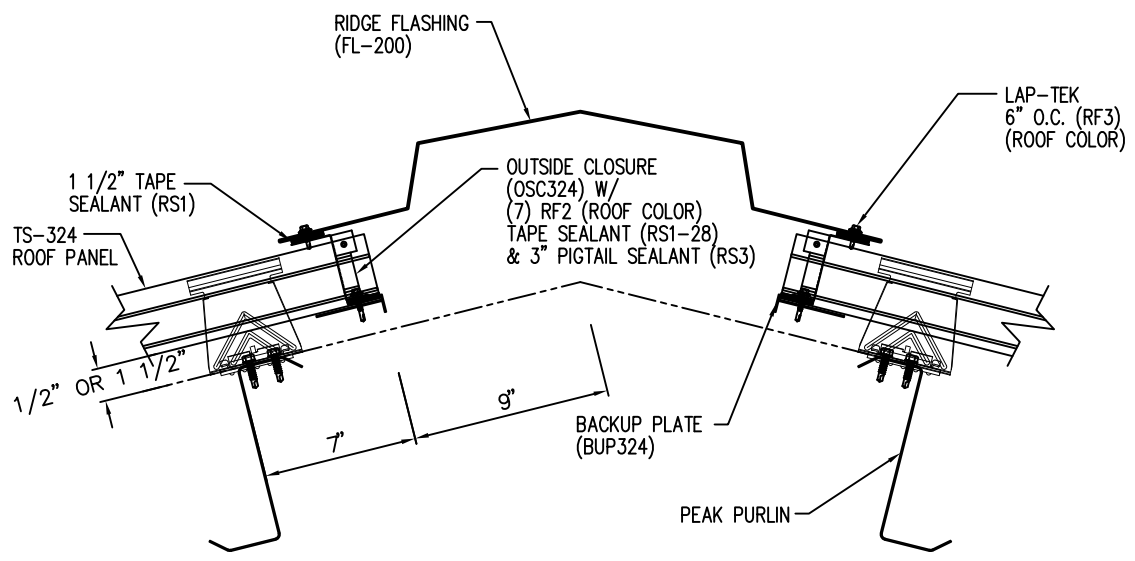 RIDGE FLASHING
(FL-200)
LAP-TEK
6" O.C. (RF3)
(ROOF COLOR)
1 1/2" TAPE
SEALANT (RS1)
OUTSIDE CLOSURE
(OSC324) W/
(7) RF2 (ROOF COLOR)
TAPE SEALANT (RS1-28)
& 3" PIGTAIL SEALANT (RS3)
TS-324
ROOF PANEL
1/2" OR 1 1/2"
7"
9"
BACKUP PLATE
(BUP324)
PEAK PURLIN